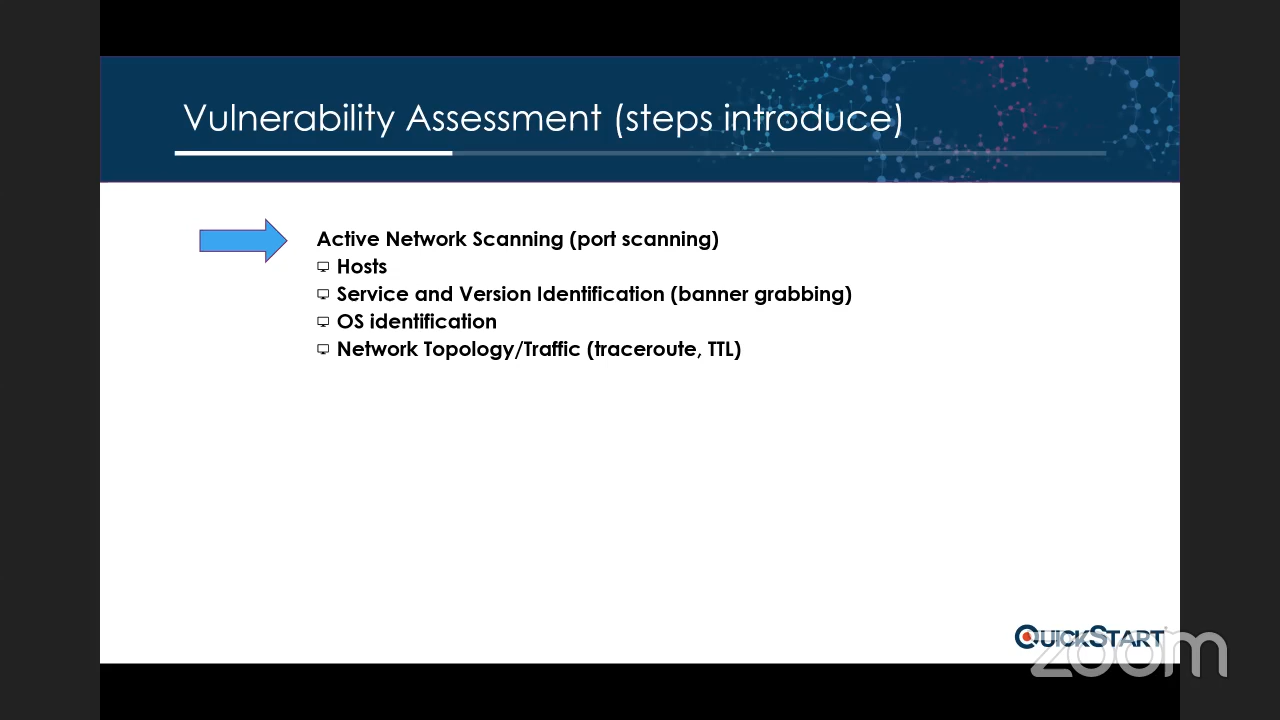 Vulnerability Assessment (steps introduce)
Active Network Scanning (port scanning)
Hosts
Service and Version Identification (banner grabbing)
OS identification
Network Topology/Traffic (traceroute, TTL)
QUICKSTART
zoom